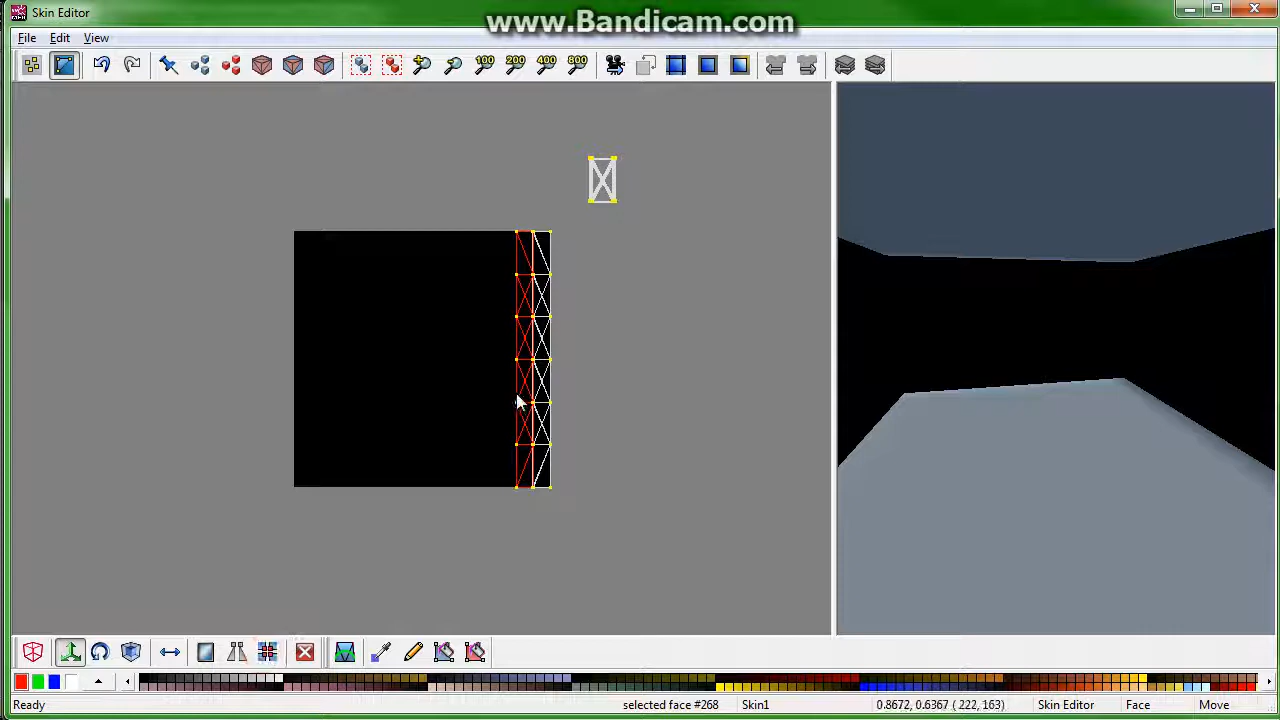 Skin Editor
www.Bandicam.com
File Edit View
100 200 400 800
Ready
selected face #268
Skin1
0.8672, 0.6367 ( 222, 163)
Skin Editor
Face
Move